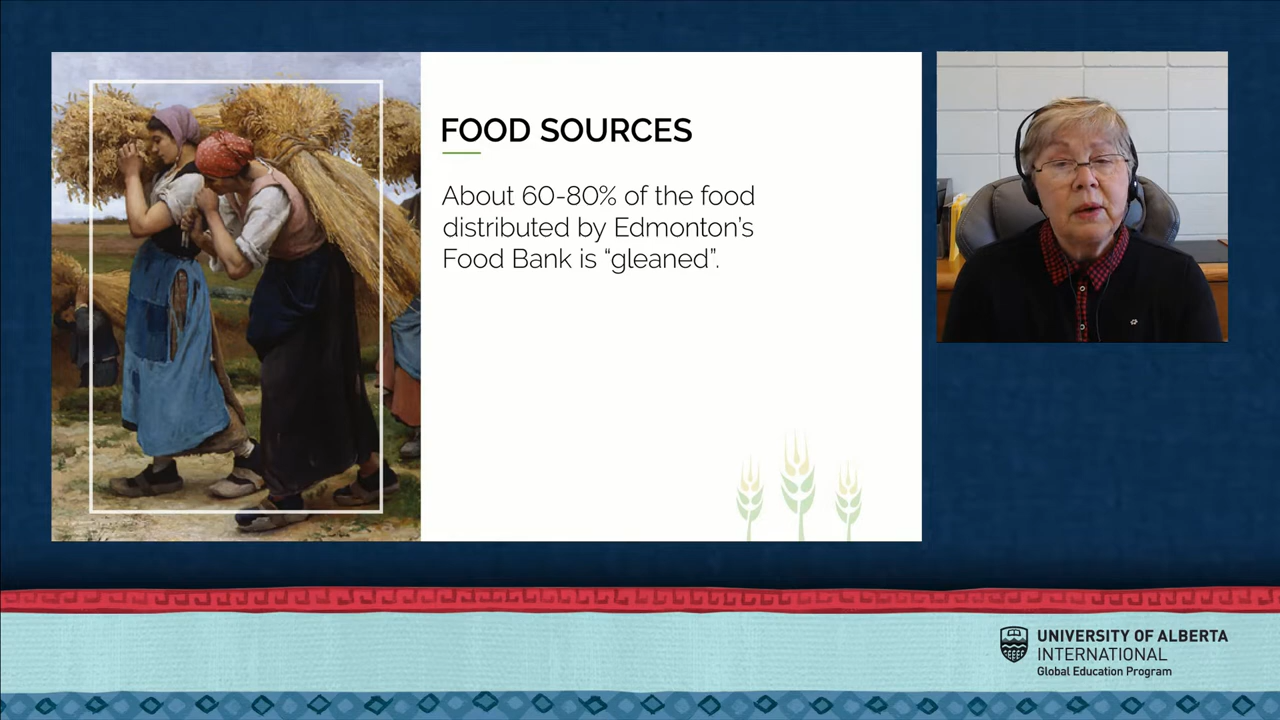 FOOD SOURCES
About 60-80% of the food
distributed by Edmonton’s
Food Bank is “gleaned”.
UNIVERSITY OF ALBERTA
INTERNATIONAL
Global Education Program